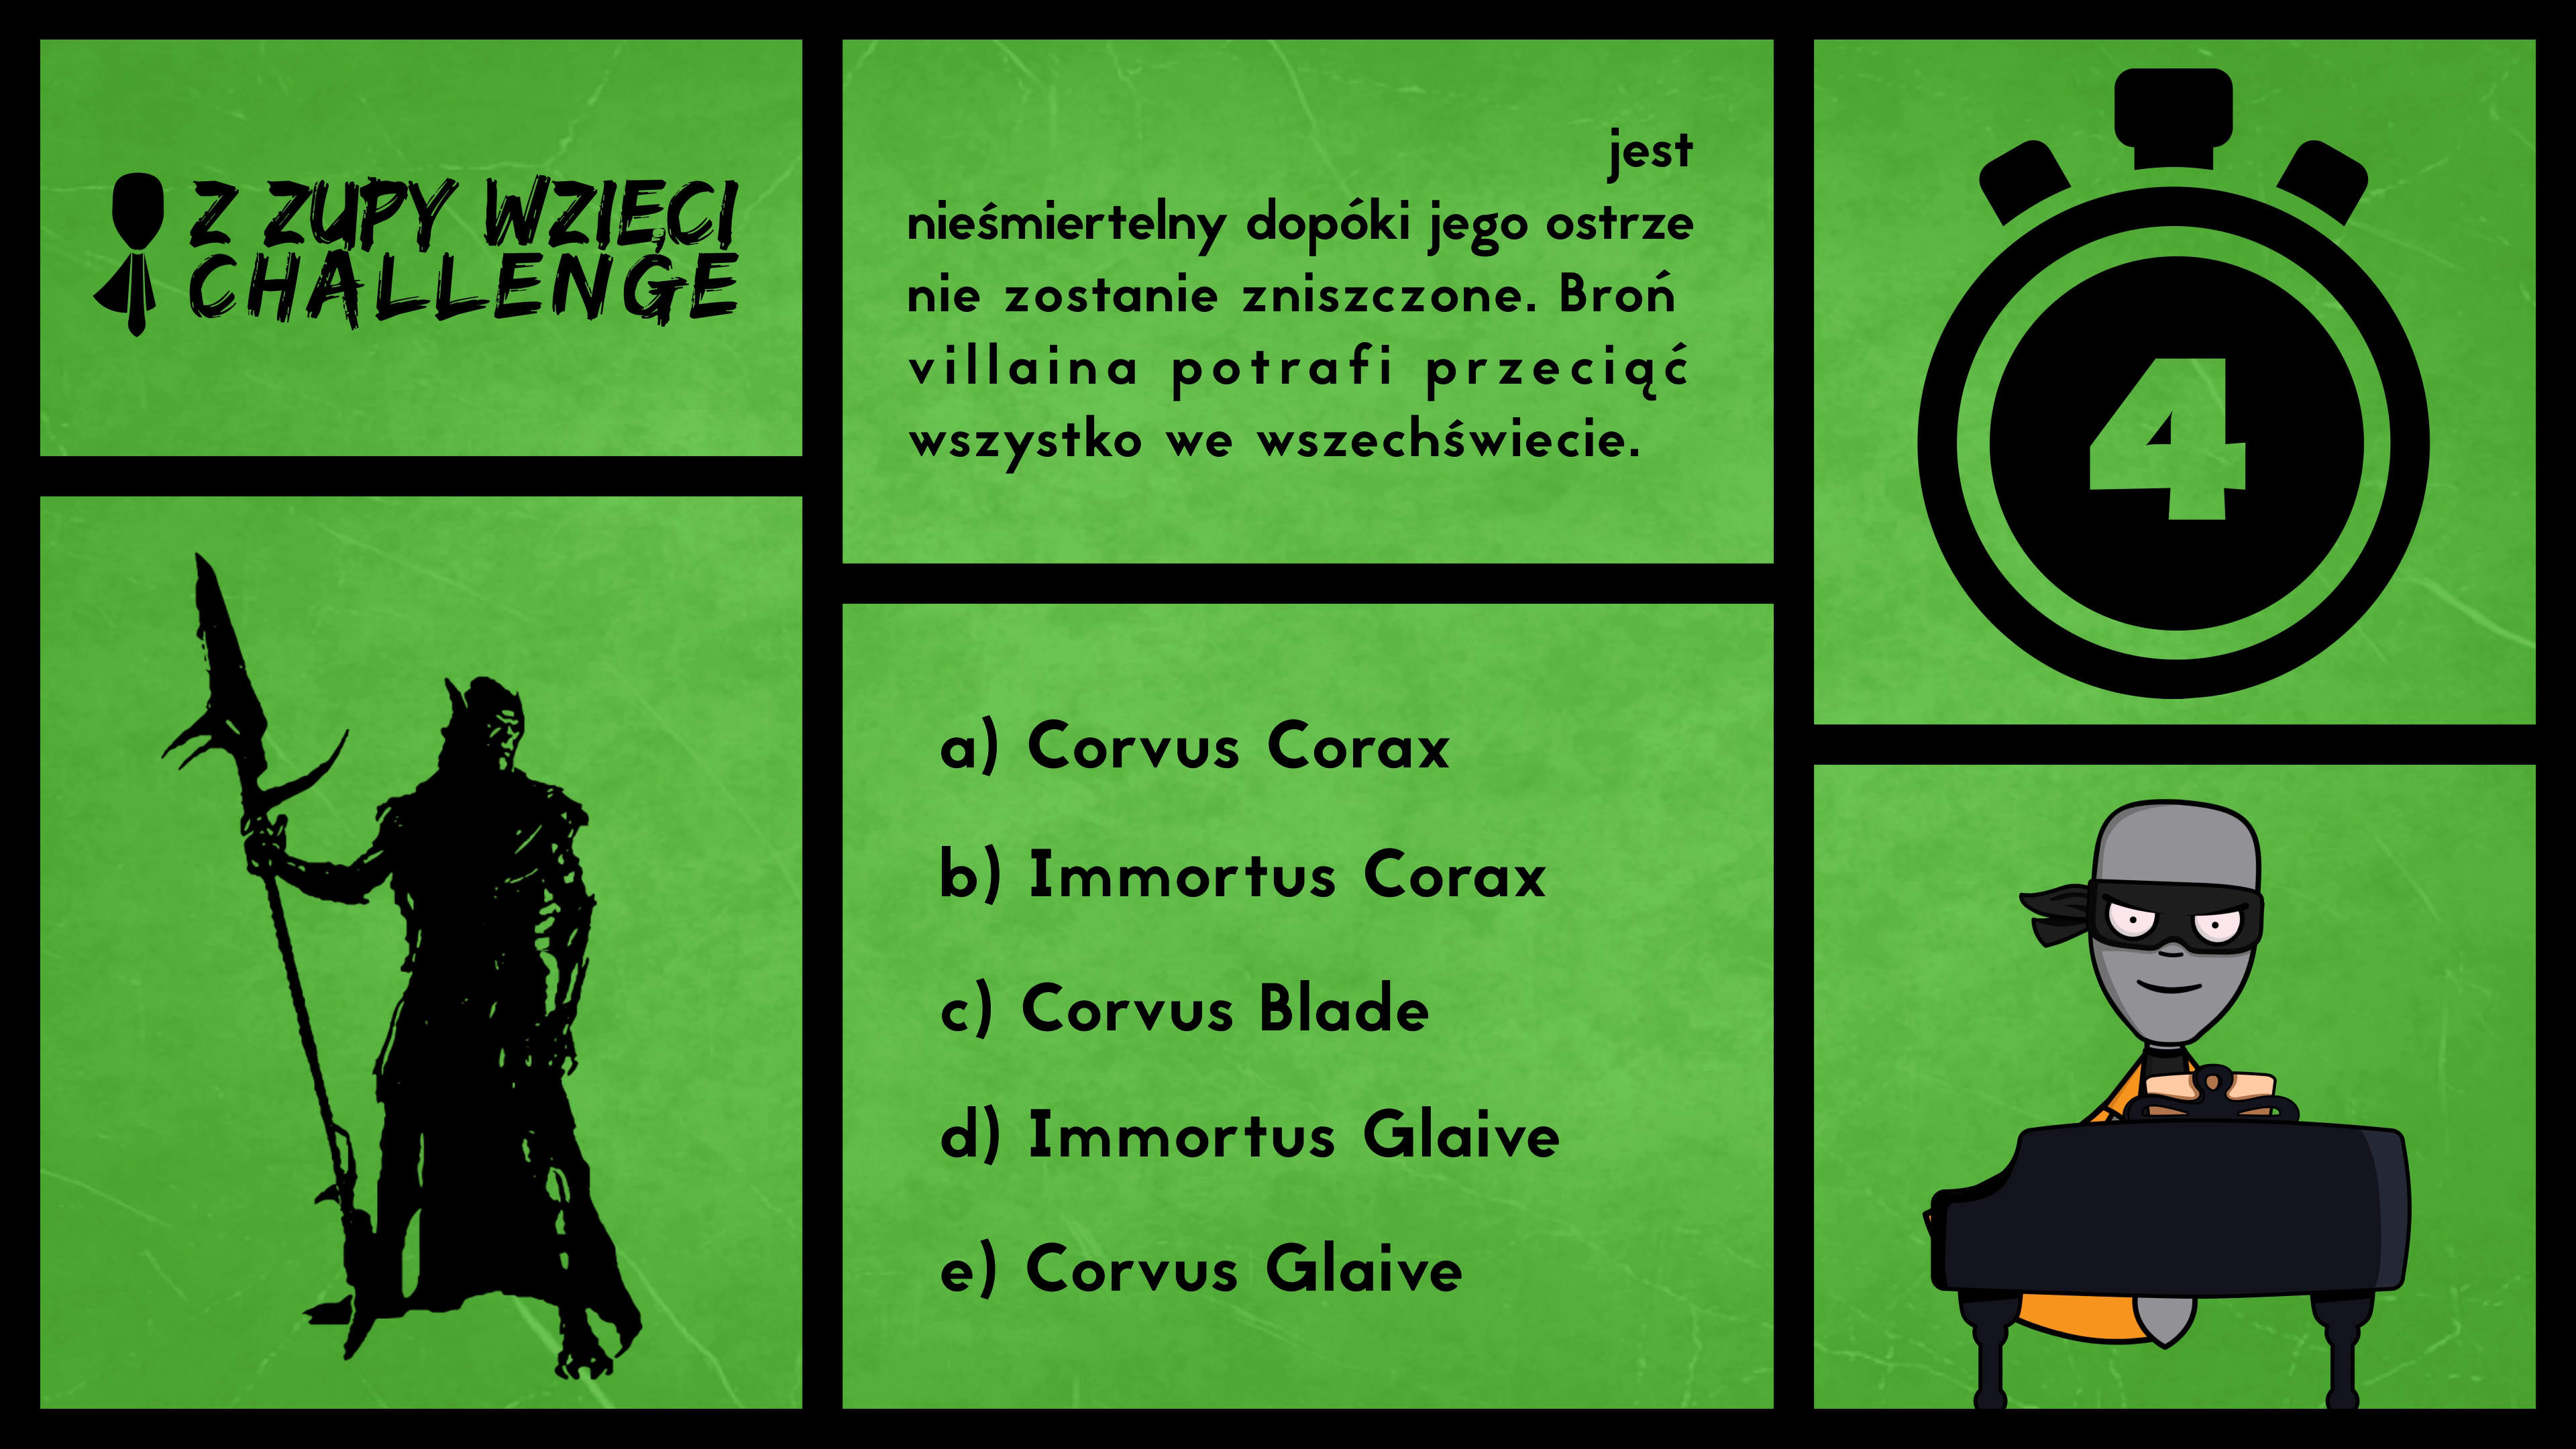 Z ZUPY WZIĘCI
CHALLENGE
jest
nieśmiertelny dopóki jego ostrze
nie zostanie zniszczone. Broń
villaina potrafi przeciąć
wszystko we wszechświecie.
4
a) Corvus Corax
b) Immortus Corax
c) Corvus Blade
d) Immortus Glaive
e) Corvus Glaive